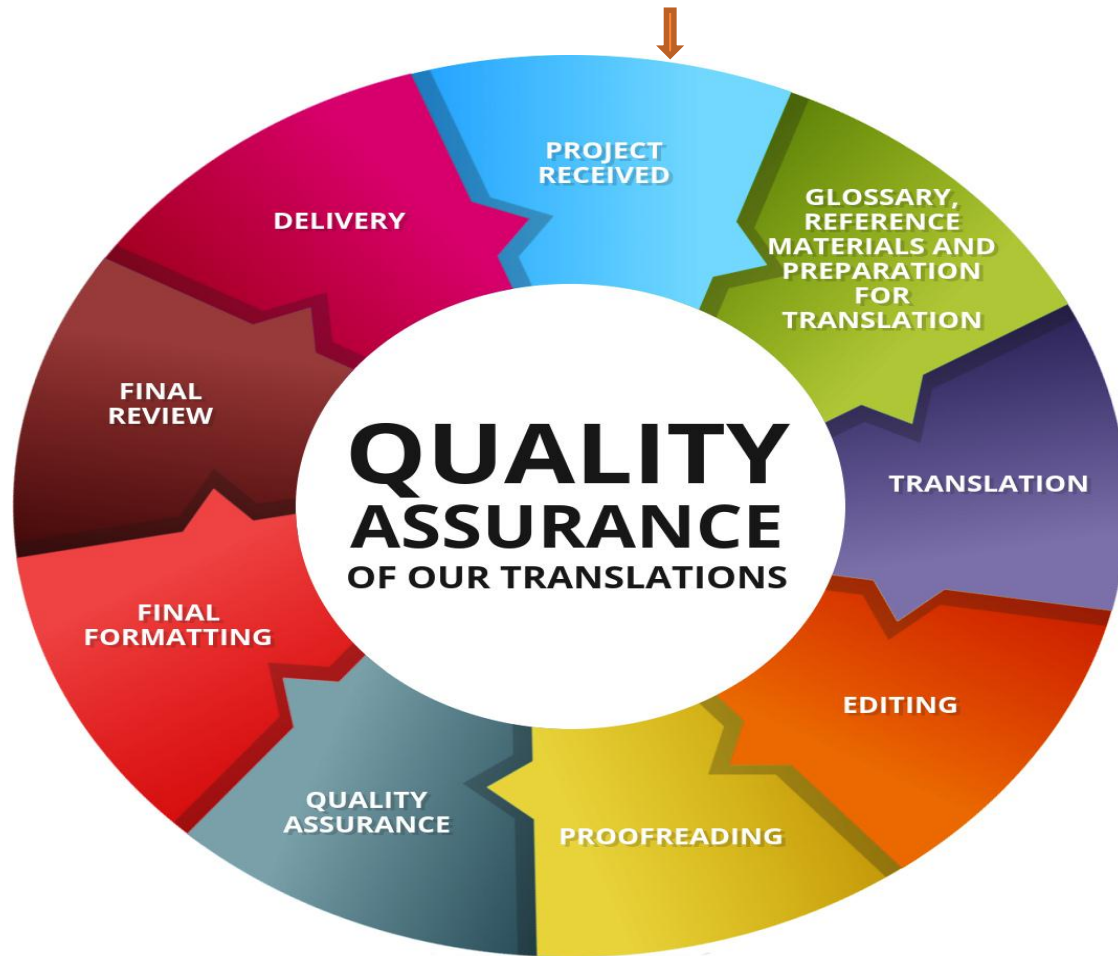 PROJECT
RECEIVED
GLOSSARY,
REFERENCE
MATERIALS AND
PREPARATION
FOR
TRANSLATION
TRANSLATION
EDITING
PROOFREADING
QUALITY
ASSURANCE
FINAL
FORMATTING
FINAL
REVIEW
DELIVERY
QUALITY
ASSURANCE
OF OUR TRANSLATIONS